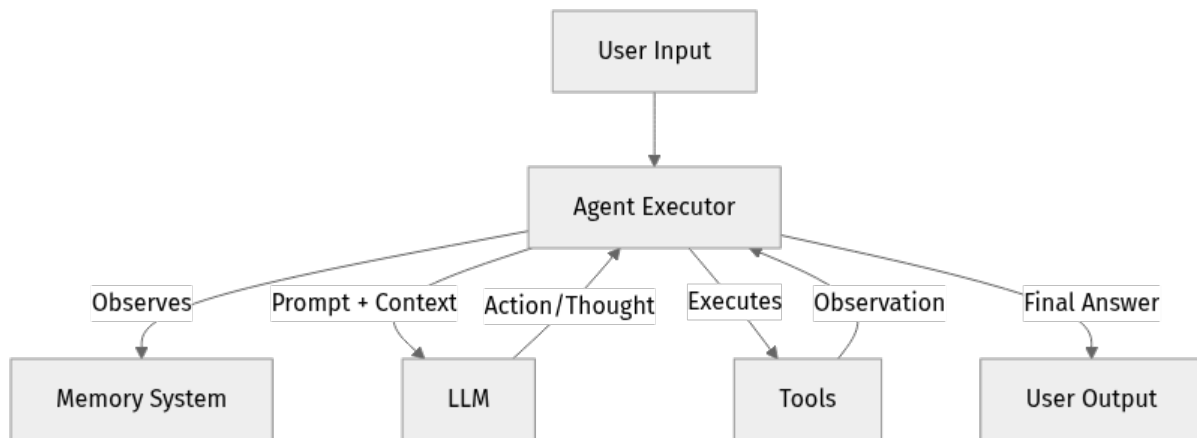 User Input
Agent Executor
Observes
Prompt + Context
Action/Thought
Executes
Observation
Final Answer
Memory System
LLM
Tools
User Output